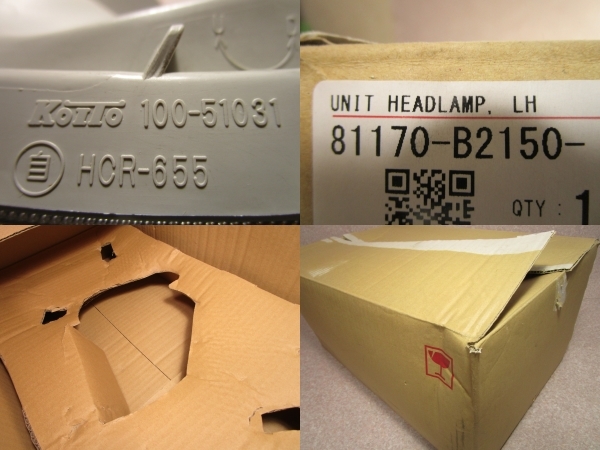 KOITO 100-51031
HCR-655
UNIT HEADLAMP, LH
81170-B2150-
QTY : 1